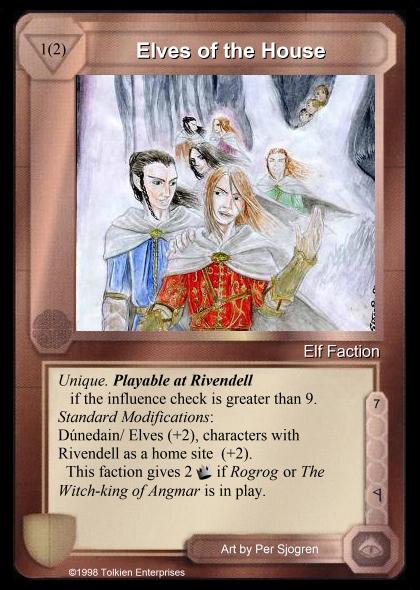 1(2)
Elves of the House
Elf Faction
Unique. Playable at Rivendell
if the influence check is greater than 9.
Standard Modifications:
Dúnedain/ Elves (+2), characters with
Rivendell as a home site (+2).
This faction gives 2 if Rogrog or The
Witch-king of Angmar is in play.
7
Art by Per Sjogren
©1998 Tolkien Enterprises